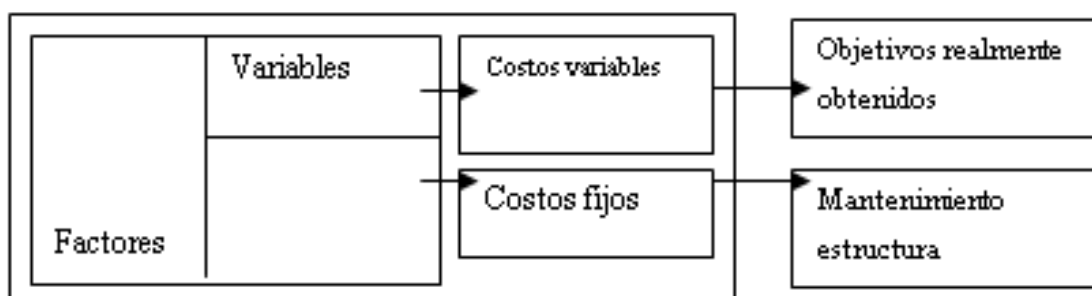 Variables
Costos variables
Objetivos realmente
obtenidos
Factores
Costos fijos
Mantenimiento
estructura